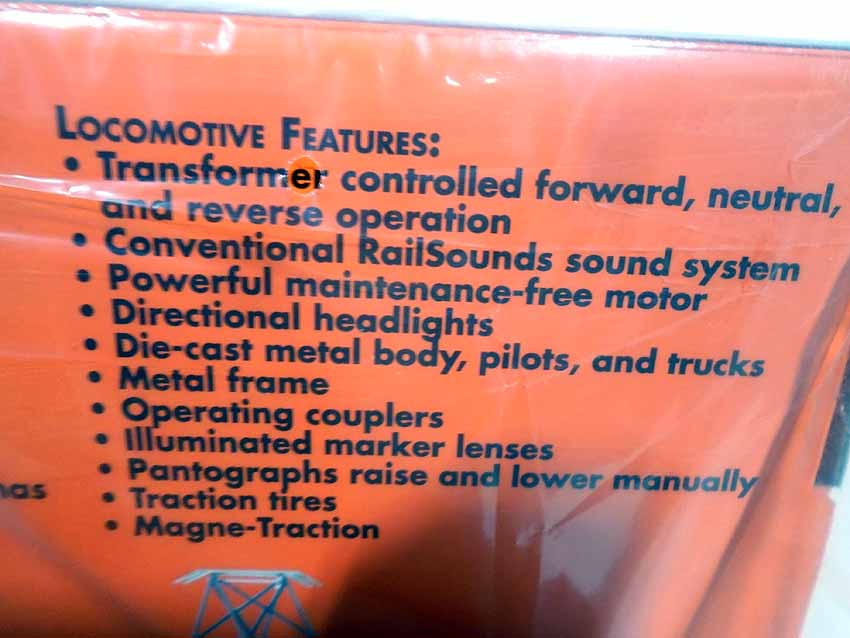 LOCOMOTIVE FEATURES:
• Transformer controlled forward, neutral,
and reverse operation
• Conventional RailSounds sound system
• Powerful maintenance-free motor
• Directional headlights
• Die-cast metal body, pilots, and trucks
• Metal frame
• Operating couplers
• Illuminated marker lenses
• Pantographs raise and lower manually
• Traction tires
• Magne-Traction